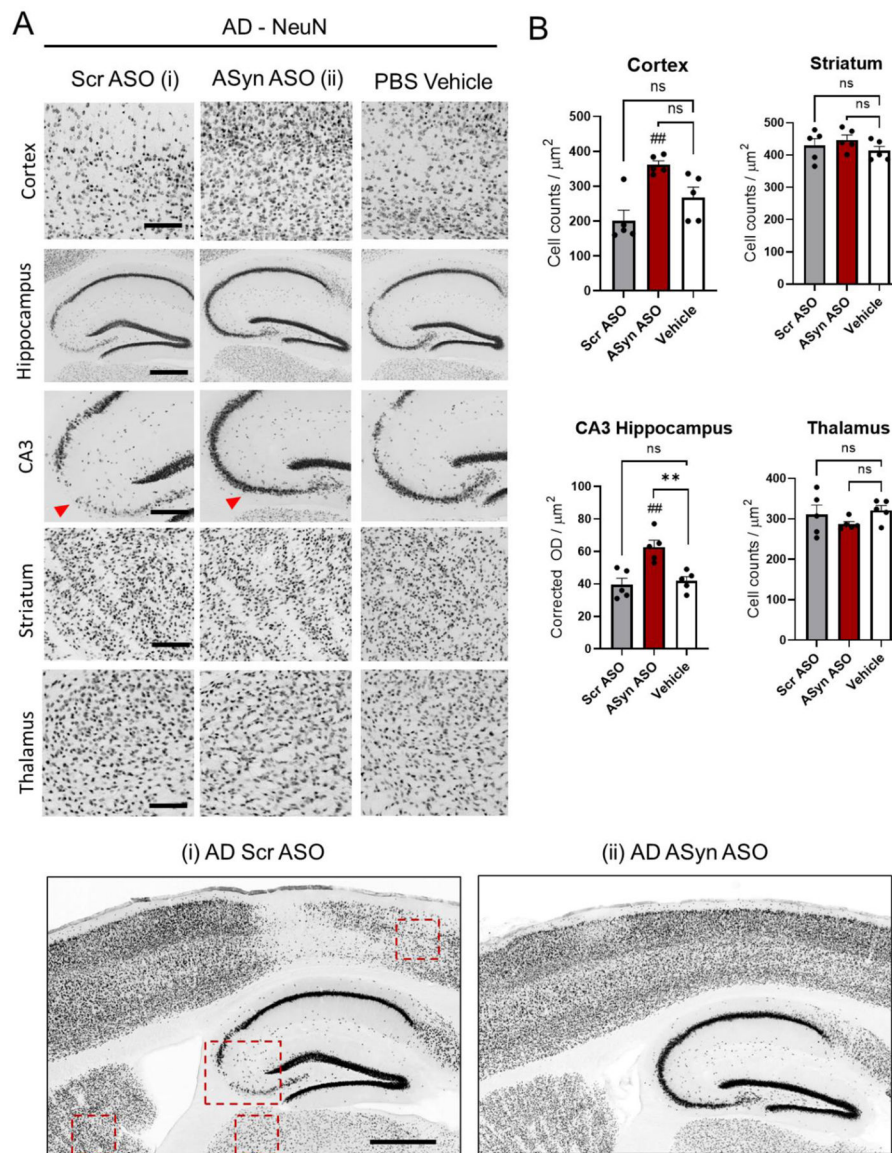 A
AD - NeuN
Scr ASO (i)
ASyn ASO (ii)
PBS Vehicle
Cortex
Hippocampus
CA3
Striatum
Thalamus
B
Cortex
ns
ns
##
Cell counts / μm²
400
300
200
100
0
Scr ASO
ASyn ASO
Vehicle
Striatum
ns
ns
Cell counts / μm²
600
500
400
300
200
100
0
Scr ASO
ASyn ASO
Vehicle
CA3 Hippocampus
ns
**
##
Corrected OD / μm²
100
80
60
40
20
0
Scr ASO
ASyn ASO
Vehicle
Thalamus
ns
ns
Cell counts / μm²
400
300
200
100
0
Scr ASO
ASyn ASO
Vehicle
(i) AD Scr ASO
(ii) AD ASyn ASO